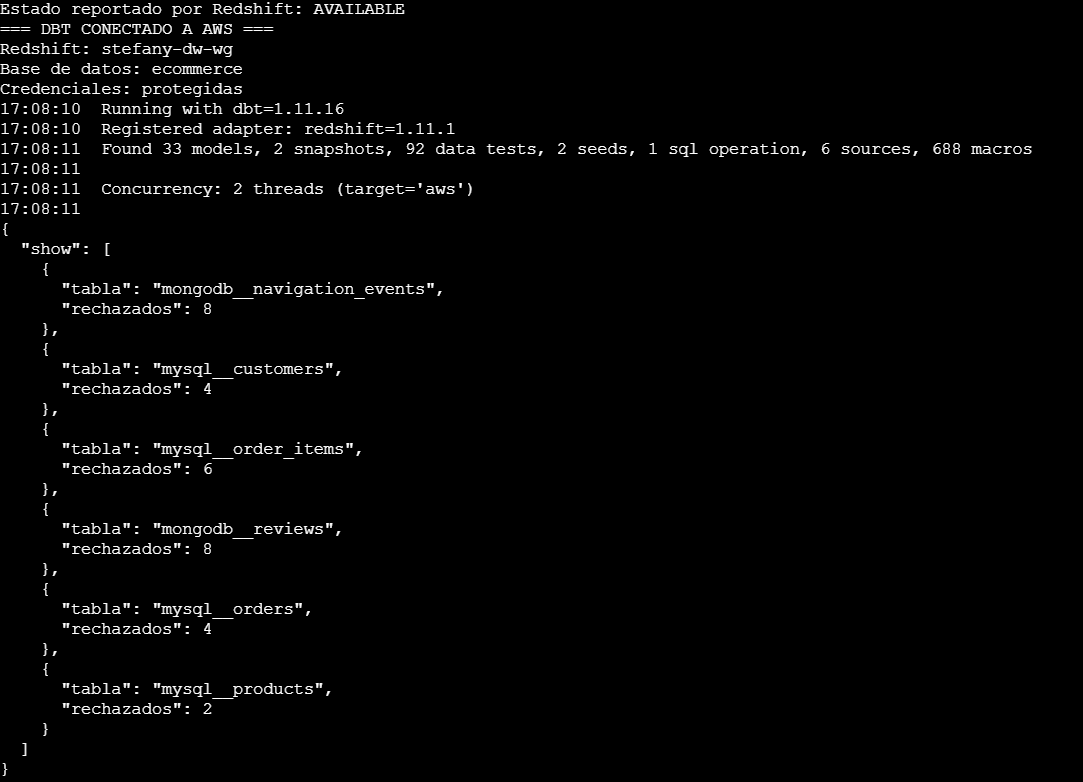 Estado reportado por Redshift: AVAILABLE
=== DBT CONECTADO A AWS ===
Redshift: stefany-dw-wg
Base de datos: ecommerce
Credenciales: protegidas
17:08:10  Running with dbt=1.11.16
17:08:10  Registered adapter: redshift=1.11.1
17:08:11  Found 33 models, 2 snapshots, 92 data tests, 2 seeds, 1 sql operation, 6 sources, 688 macros
17:08:11
17:08:11  Concurrency: 2 threads (target='aws')
17:08:11
{
  "show": [
    {
      "tabla": "mongodb__navigation_events",
      "rechazados": 8
    },
    {
      "tabla": "mysql__customers",
      "rechazados": 4
    },
    {
      "tabla": "mysql__order_items",
      "rechazados": 6
    },
    {
      "tabla": "mongodb__reviews",
      "rechazados": 8
    },
    {
      "tabla": "mysql__orders",
      "rechazados": 4
    },
    {
      "tabla": "mysql__products",
      "rechazados": 2
    }
  ]
}